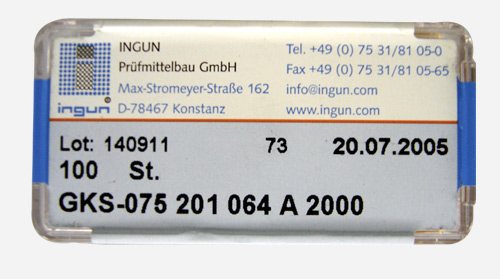 INGUN
Prüfmittelbau GmbH
Max-Stromeyer-Straße 162
D-78467 Konstanz
Tel. +49 (0) 75 31/81 05-0
Fax +49 (0) 75 31/81 05-65
info@ingun.com
www.ingun.com
ingun®
Lot: 140911 73 20.07.2005
100 St.
GKS-075 201 064 A 2000